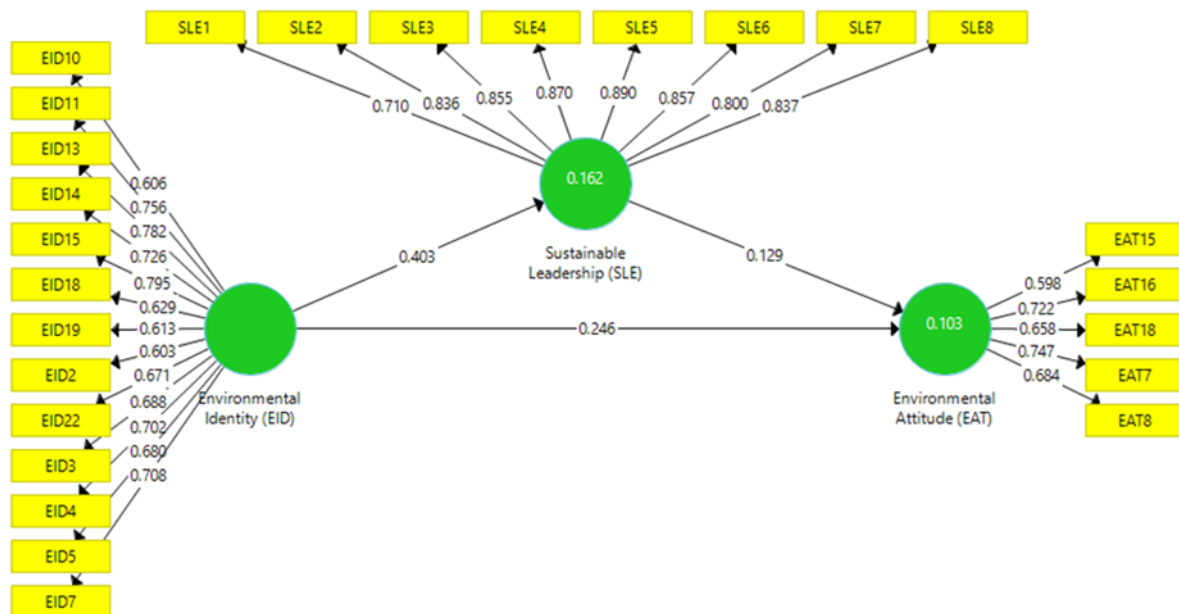 SLE1
SLE2
SLE3
SLE4
SLE5
SLE6
SLE7
SLE8
0.710
0.836
0.855
0.870
0.890
0.857
0.800
0.837
EID10
EID11
EID13
EID14
EID15
EID18
EID19
EID2
EID22
EID3
EID4
EID5
EID7
0.606
0.756
0.782
0.726
0.795
0.629
0.613
0.603
0.671
0.688
0.702
0.680
0.708
Environmental
Identity (EID)
0.403
0.162
Sustainable
Leadership (SLE)
0.129
0.246
0.103
Environmental
Attitude (EAT)
0.598
0.722
0.658
0.747
0.684
EAT15
EAT16
EAT18
EAT7
EAT8